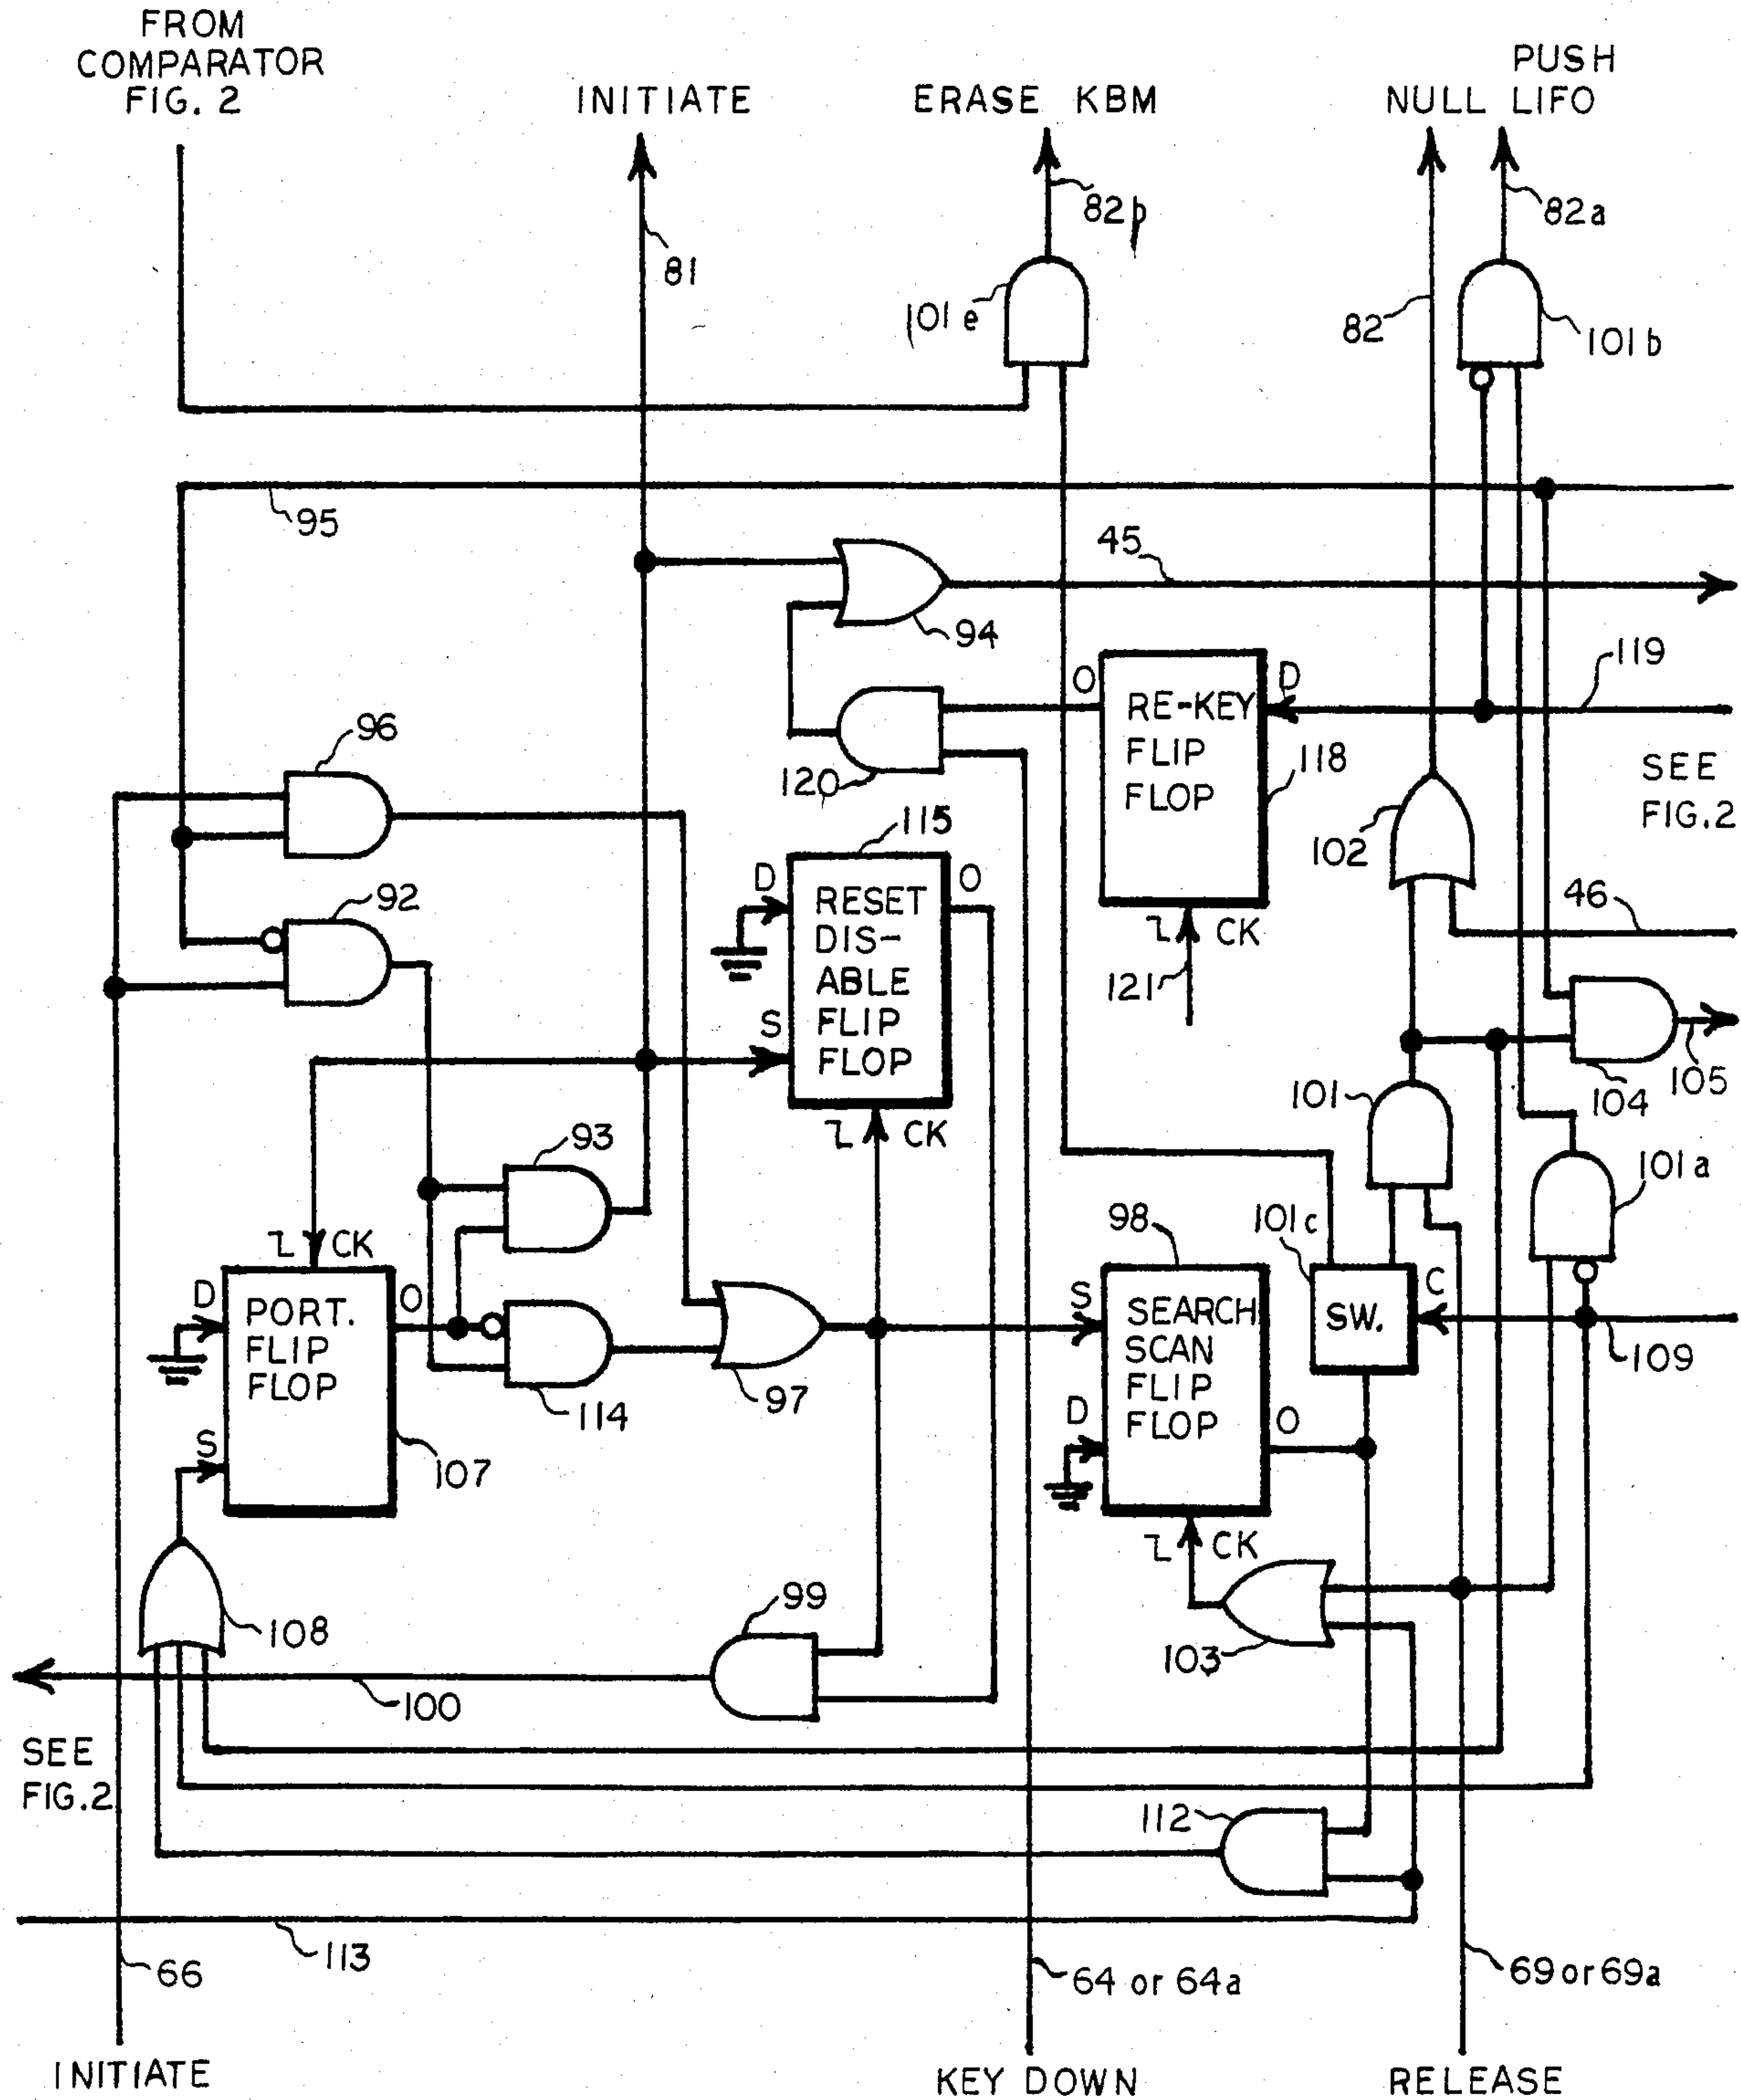 FROM
COMPARATOR
FIG. 2
INITIATE
ERASE KBM
NULL
PUSH
LIFO
82b
82a
81
101e
82
101b
95
45
94
119
O
RE-KEY
FLIP
FLOP
D
118
120
SEE
FIG.2
96
115
102
92
D
RESET
DIS-
ABLE
FLIP
FLOP
O
S
CK
121
CK
46
101
104
105
93
CK
98
101c
101a
D
PORT.
FLIP
FLOP
O
S
107
114
97
S
SEARCH
SCAN
FLIP
FLOP
D
O
CK
SW.
C
109
108
99
103
100
SEE
FIG.2
112
113
66
64 or 64a
69 or 69a
INITIATE
KEY DOWN
RELEASE